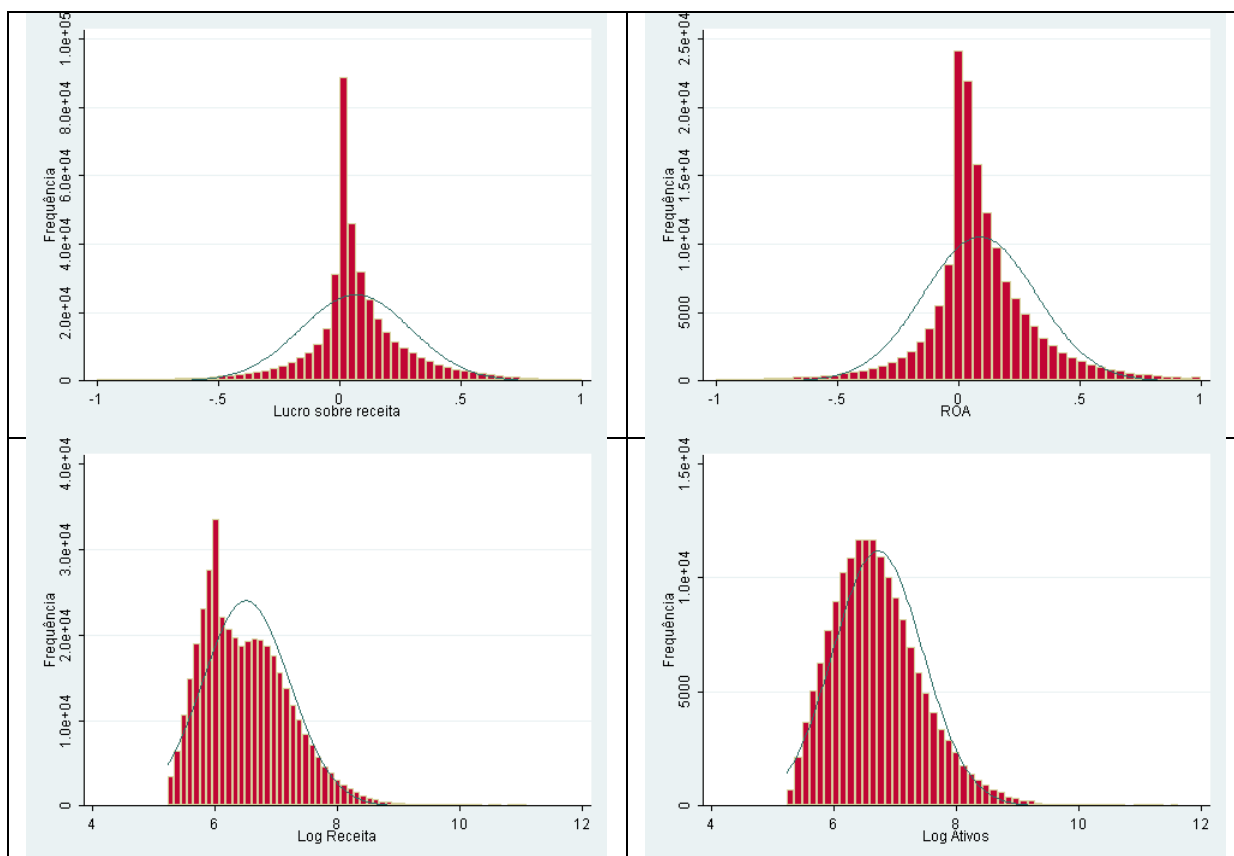 1.0e+05
8.0e+04
6.0e+04
4.0e+04
2.0e+04
0
Frequência
-1
-.5
0
.5
1
Lucro sobre receita
2.5e+04
2.0e+04
1.5e+04
1.0e+04
5000
0
Frequência
-1
-.5
0
.5
1
ROA
4.0e+04
3.0e+04
2.0e+04
1.0e+04
0
Frequência
4
6
8
10
12
Log Receita
1.5e+04
1.0e+04
5000
0
Frequência
4
6
8
10
12
Log Ativos